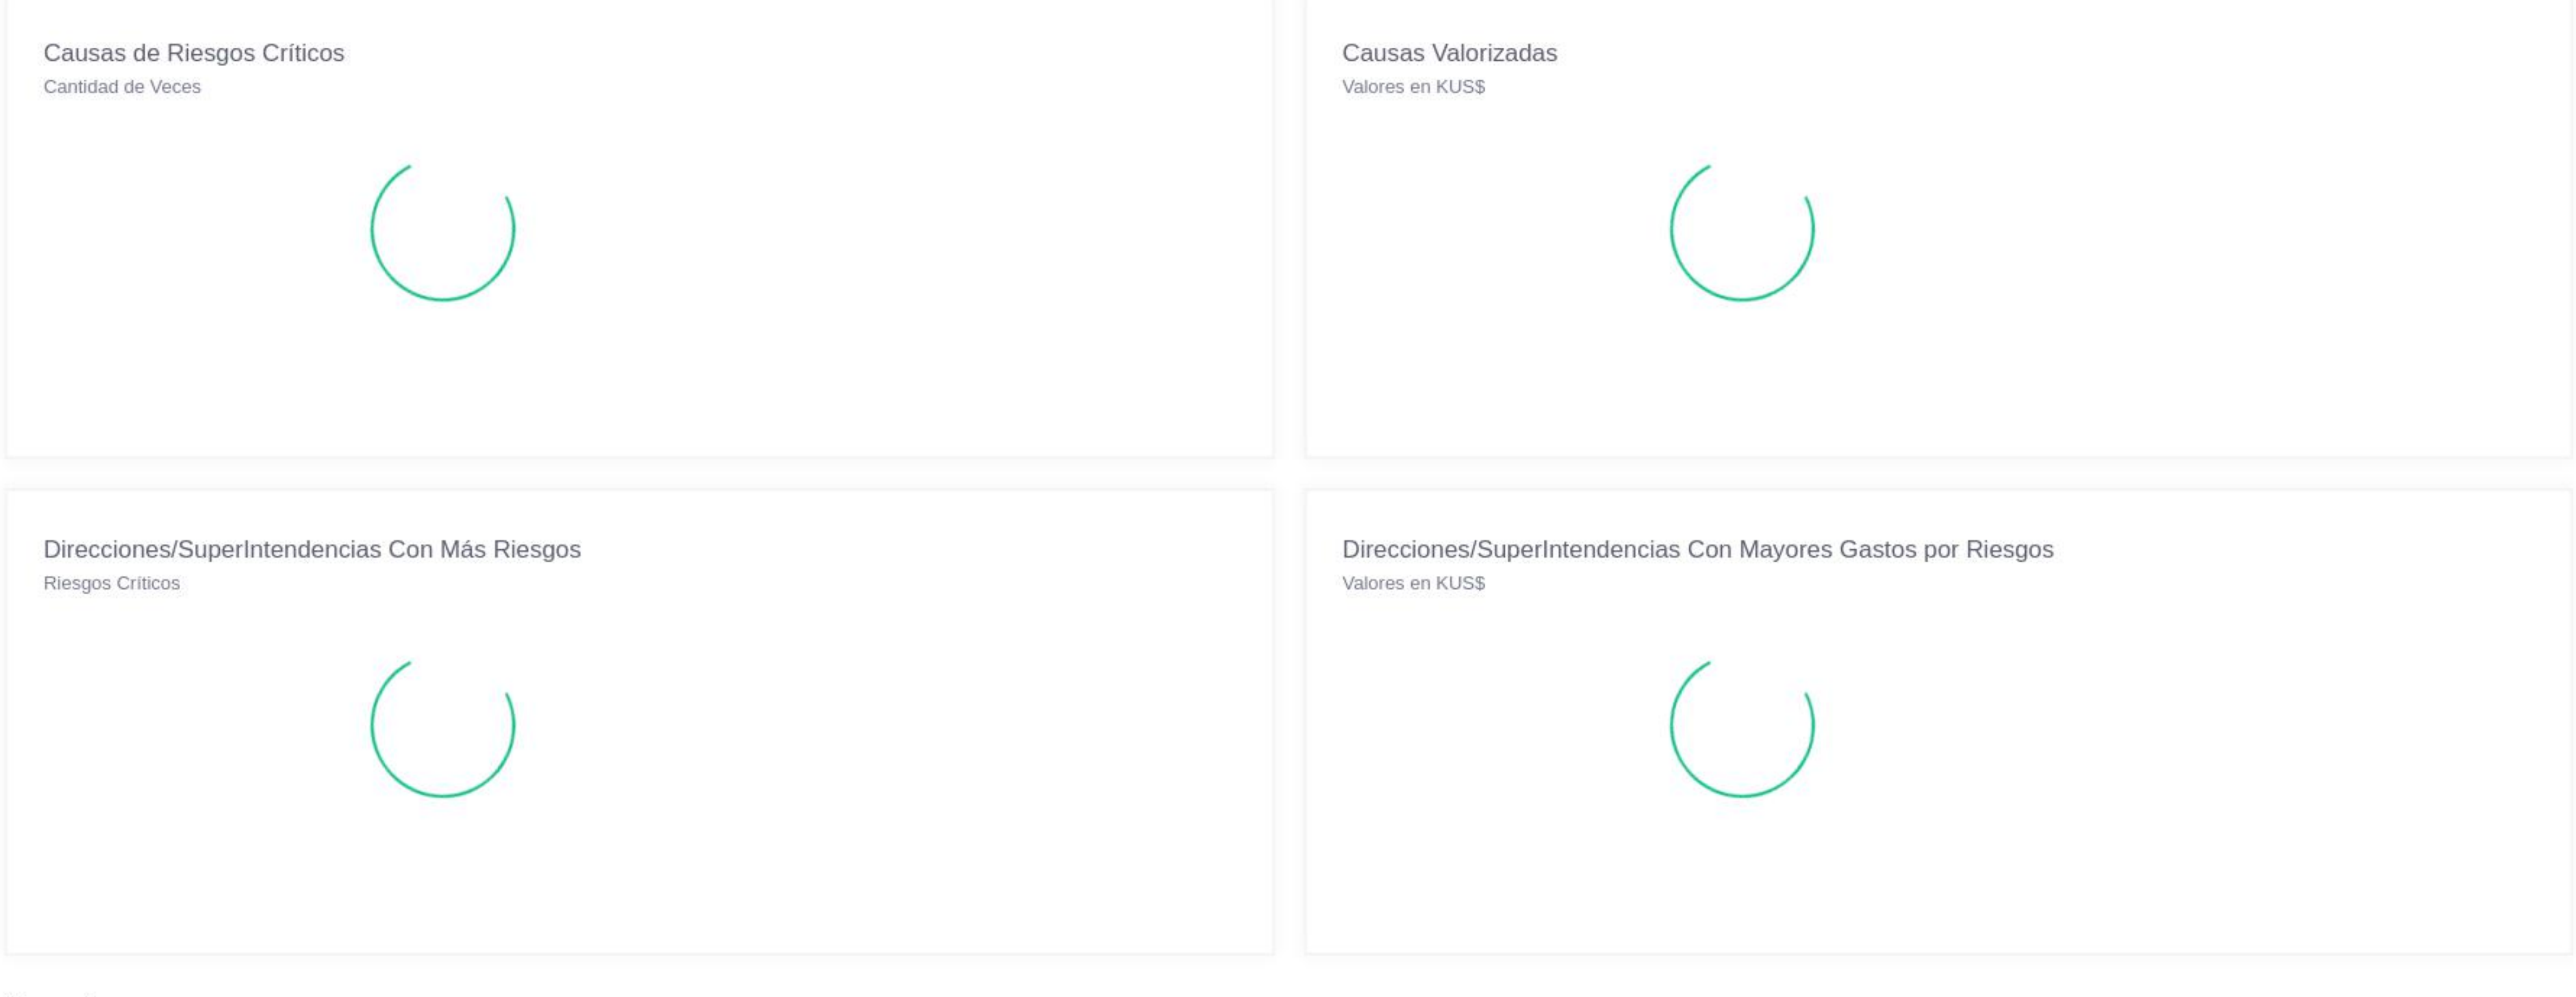 Causas de Riesgos Críticos
Cantidad de Veces
Causas Valorizadas
Valores en KUS$
Direcciones/SuperIntendencias Con Más Riesgos
Riesgos Críticos
Direcciones/SuperIntendencias Con Mayores Gastos por Riesgos
Valores en KUS$